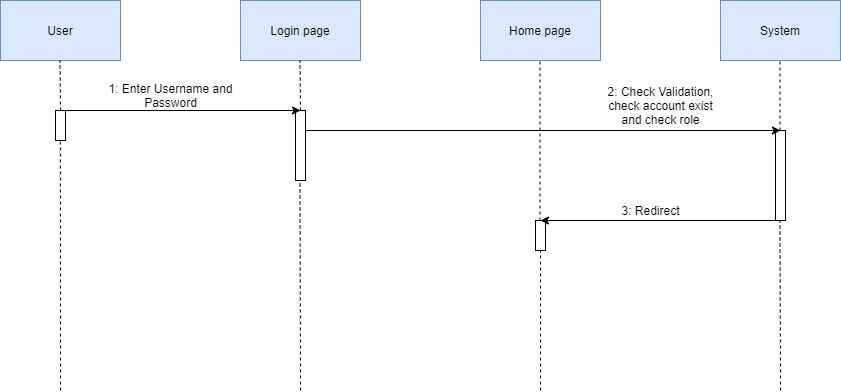 User
Login page
Home page
System
1: Enter Username and
Password
2: Check Validation,
check account exist
and check role
3: Redirect